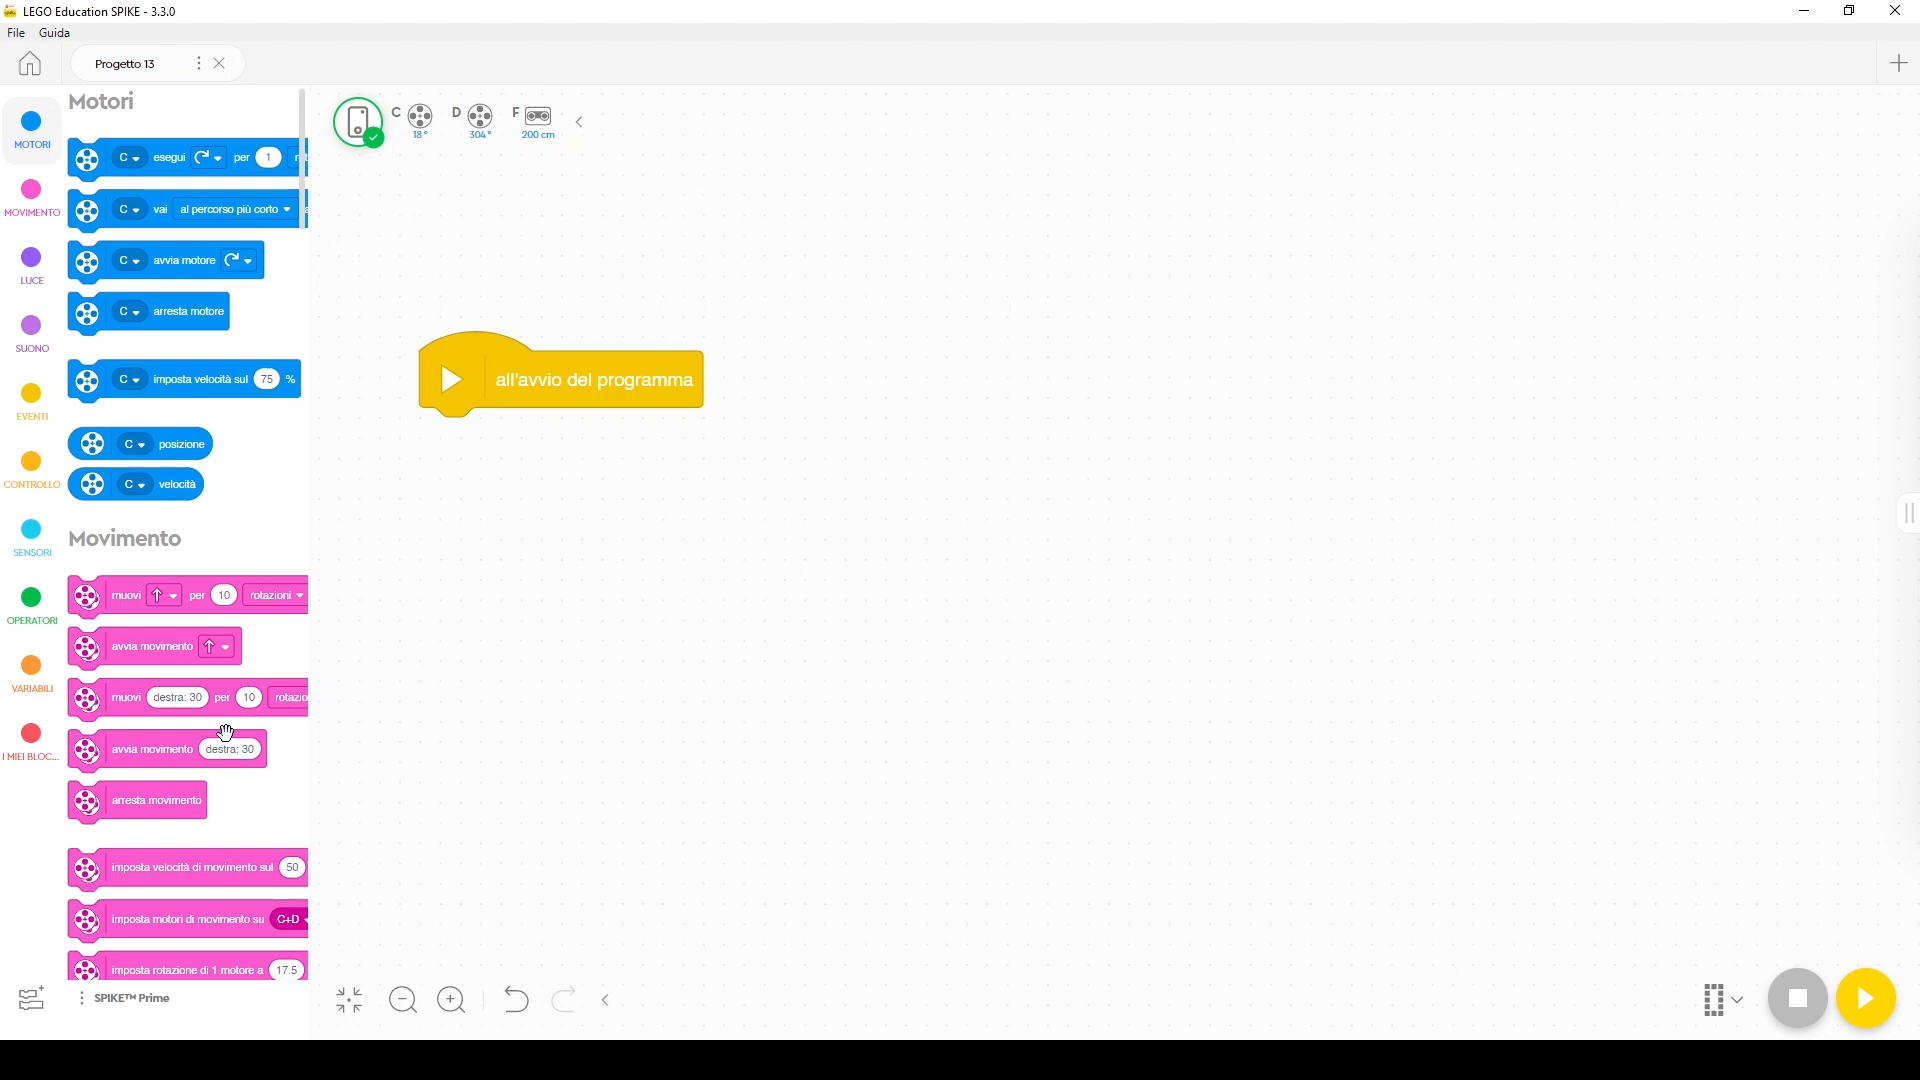 LEGO Education SPIKE - 3.3.0
File Guida
Progetto 13
Motori
MOTORI
MOVIMENTO
LUCE
SUONO
EVENTI
CONTROLLO
SENSORI
OPERATORI
VARIABILI
I MIEI BLOC...
C esegui per 1
C vai al percorso più corto
C avvia motore
C arresta motore
C imposta velocità sul 75 %
C posizione
C velocità
Movimento
muovi per 10 rotazioni
avvia movimento
muovi destra: 30 per 10 rotazio
avvia movimento destra: 30
arresta movimento
imposta velocità di movimento sul 50
imposta motori di movimento su C+D
imposta rotazione di 1 motore a 17.5
SPIKE™ Prime
C 18°
D 304°
F 200 cm
all'avvio del programma